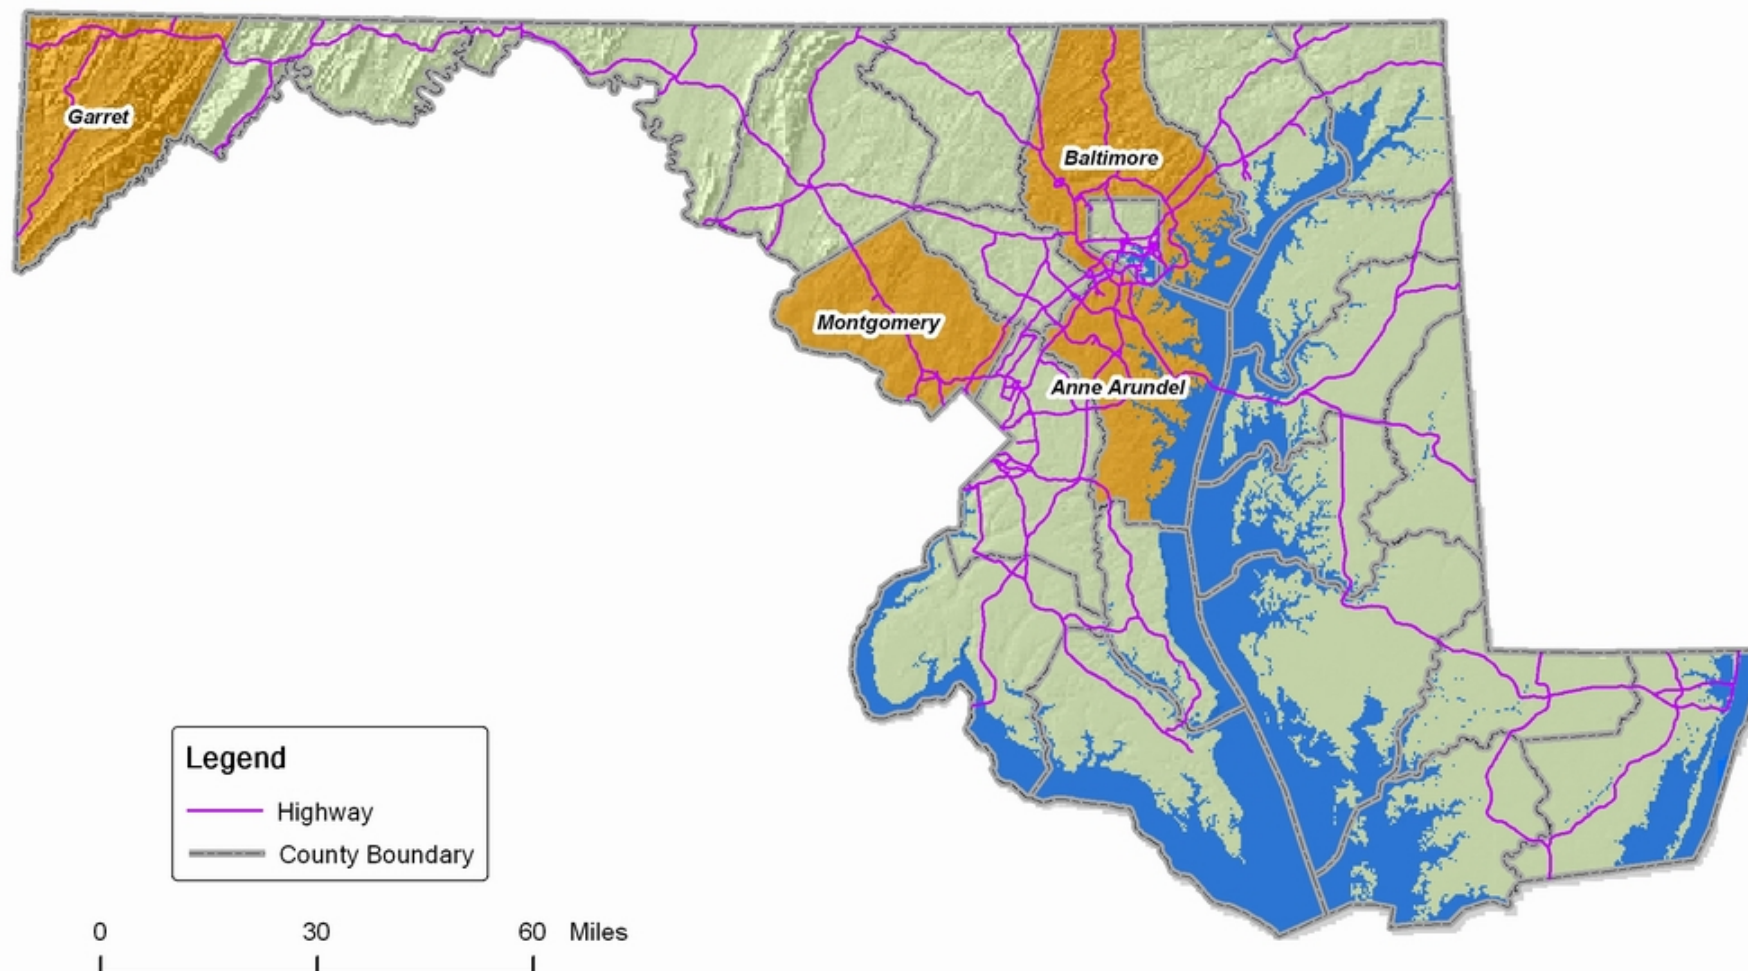 Garret
Baltimore
Montgomery
Anne Arundel
Legend
Highway
County Boundary
0 30 60 Miles